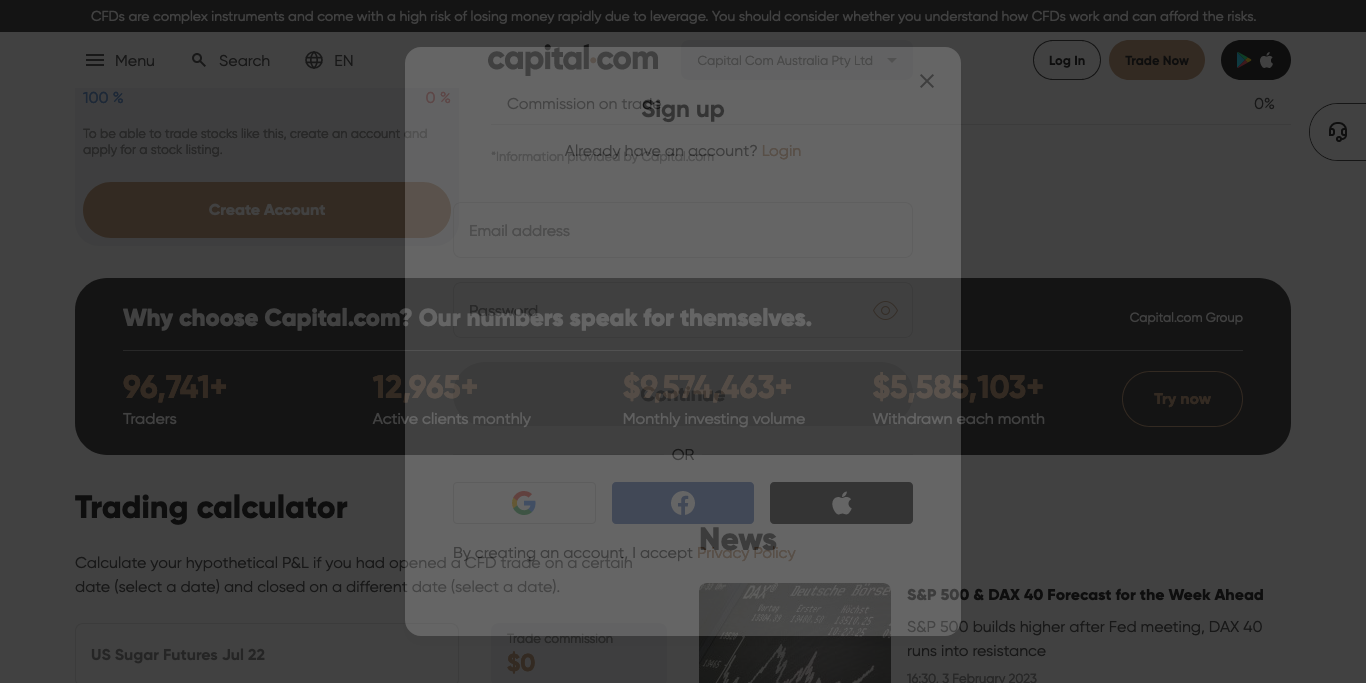 CFDs are complex instruments and come with a high risk of losing money rapidly due to leverage. You should consider whether you understand how CFDs work and can afford the risks.
Menu
Search
EN
capital.com
Capital Com Australia Pty Ltd
Log In
Trade Now
100 %
0 %
Commission on trade
0%
Sign up
To be able to trade stocks like this, create an account and
apply for a stock listing.
Already have an account? Login
*Information provided by Capital.com
Create Account
Email address
Password
Why choose Capital.com? Our numbers speak for themselves.
Capital.com Group
96,741+
12,965+
$9,574,463+
$5,585,103+
Continue
Try now
Traders
Active clients monthly
Monthly investing volume
Withdrawn each month
OR
Trading calculator
News
By creating an account, I accept Privacy Policy
Calculate your hypothetical P&L if you had opened a CFD trade on a certain
date (select a date) and closed on a different date (select a date).
DAX
Deutsche Börse
S&P 500 & DAX 40 Forecast for the Week Ahead
S&P 500 builds higher after Fed meeting, DAX 40
runs into resistance
16:30, 3 February 2023
US Sugar Futures Jul 22
Trade commission
$0